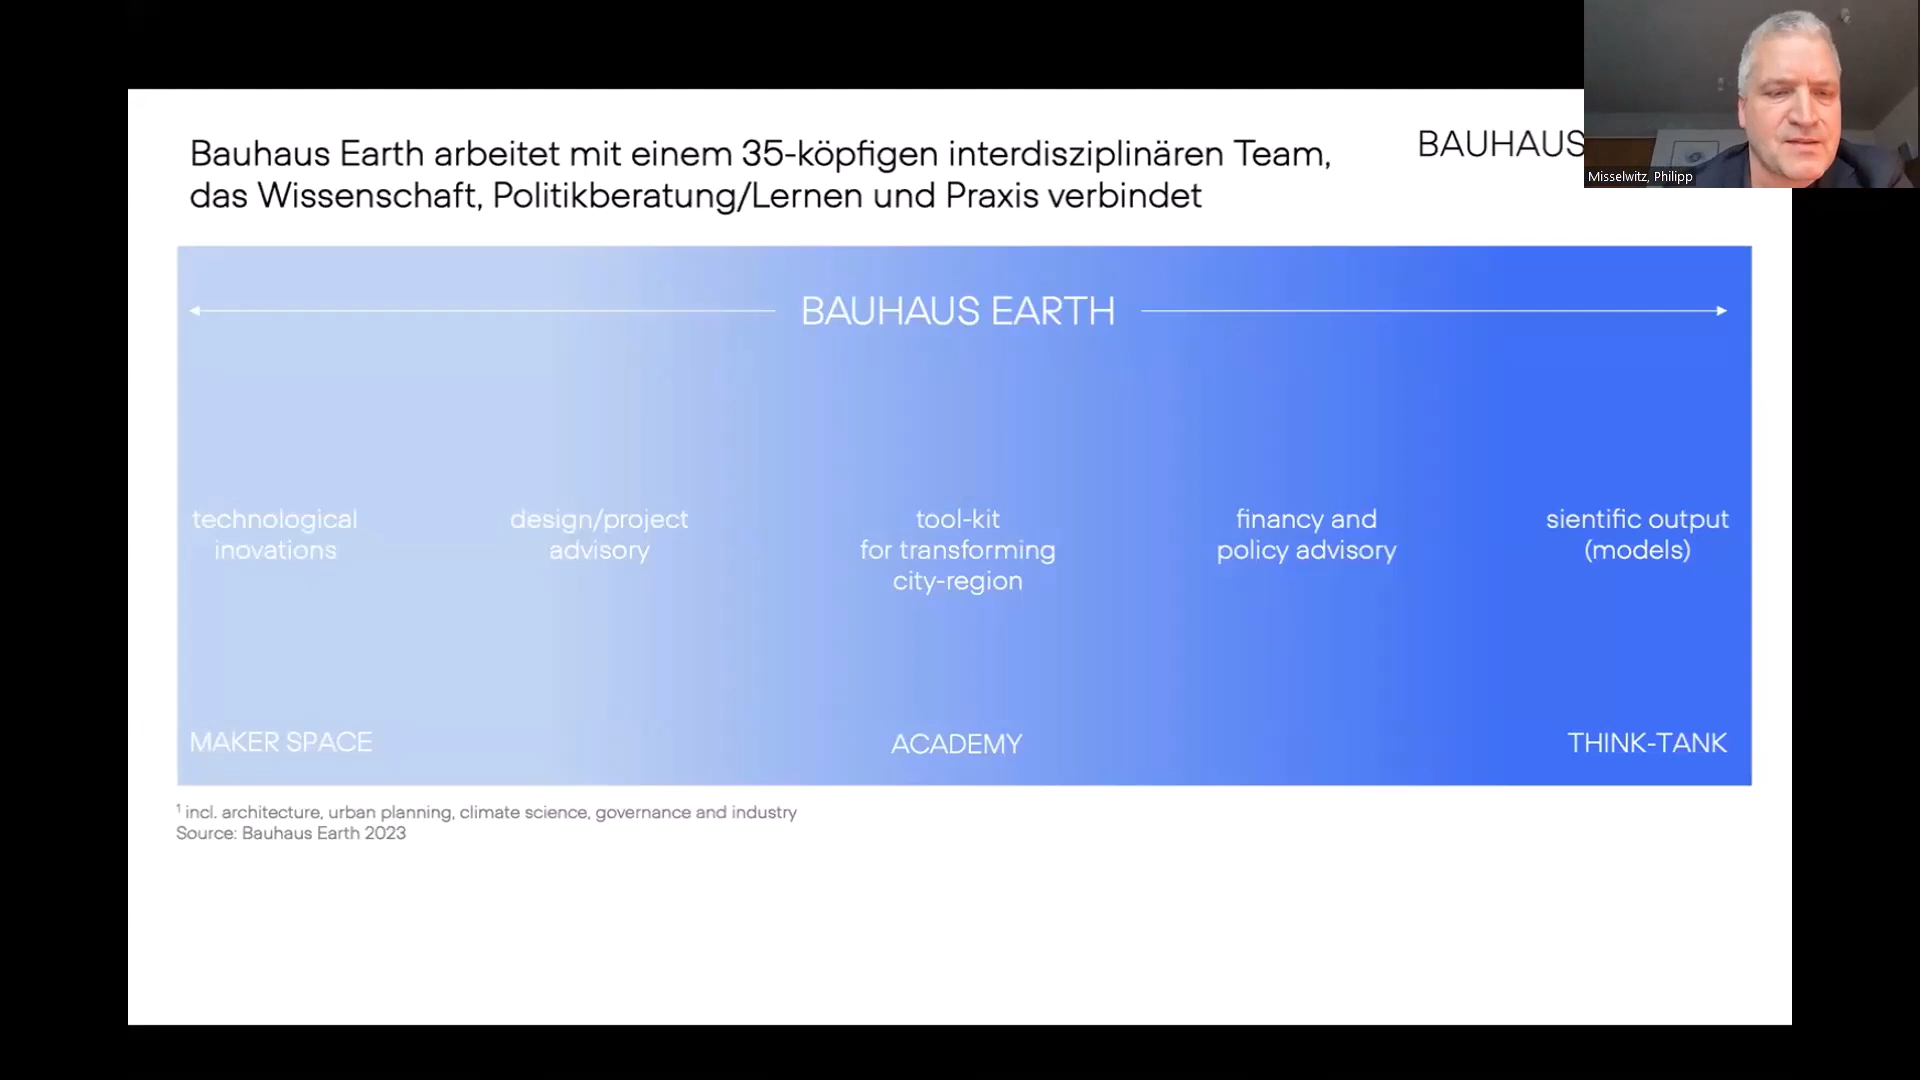 Bauhaus Earth arbeitet mit einem 35-köpfigen interdisziplinären Team,
das Wissenschaft, Politikberatung/Lernen und Praxis verbindet
BAUHAUS
Misselwitz, Philipp
BAUHAUS EARTH
technological
inovations
design/project
advisory
tool-kit
for transforming
city-region
financy and
policy advisory
sientific output
(models)
MAKER SPACE
ACADEMY
THINK-TANK
¹ incl. architecture, urban planning, climate science, governance and industry
Source: Bauhaus Earth 2023